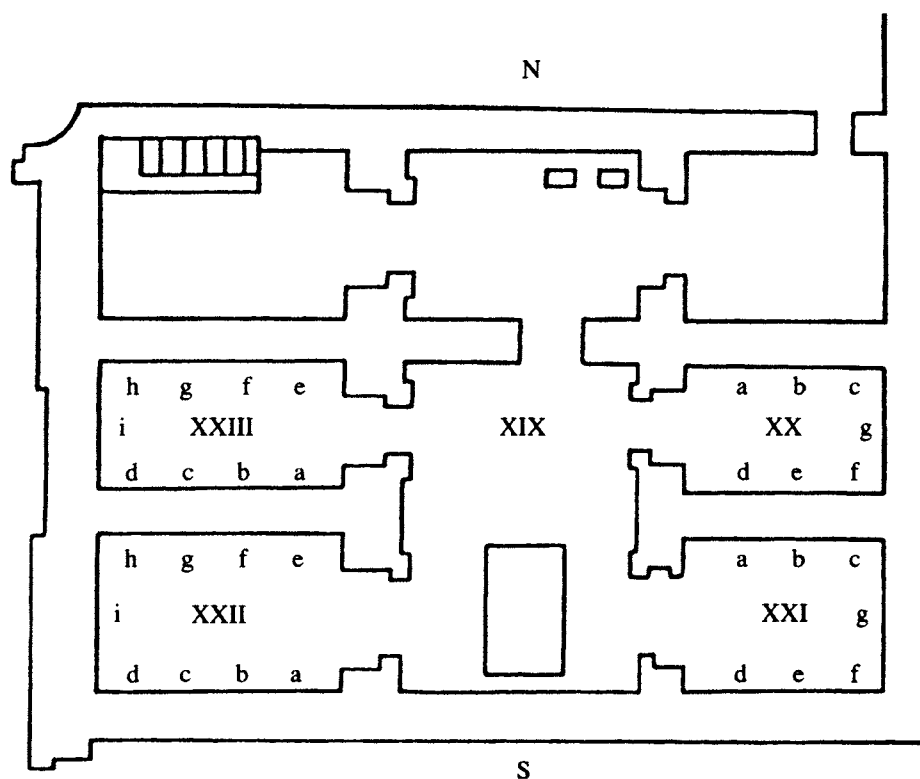 N
h g f e a b c
i XXIII XIX XX g
d c b a d e f
h g f e a b c
i XXII XXI g
d c b a d e f
S